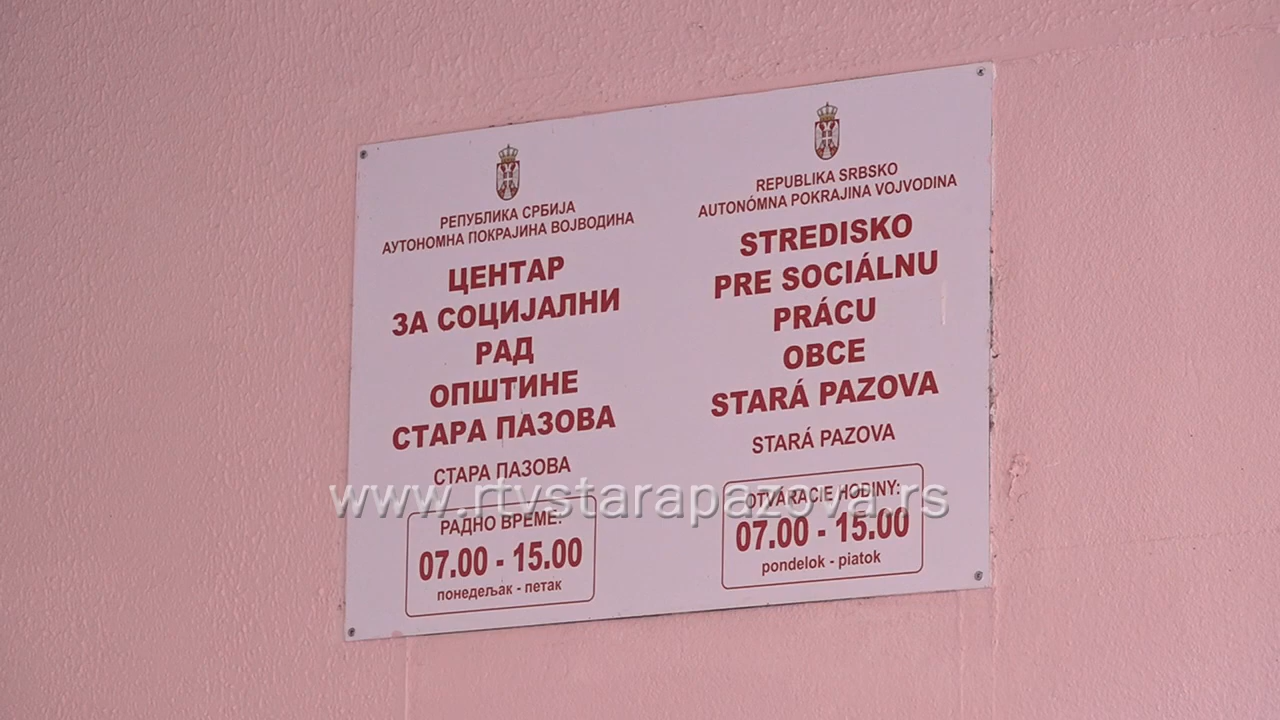 РЕПУБЛИКА СРБИЈА
АУТОНОМНА ПОКРАЈИНА ВОЈВОДИНА
ЦЕНТАР
ЗА СОЦИЈАЛНИ
РАД
ОПШТИНЕ
СТАРА ПАЗОВА
СТАРА ПАЗОВА
РАДНО ВРЕМЕ:
07.00 - 15.00
понедељак - петак
REPUBLIKA SRBSKO
AUTONÓMNA POKRAJINA VOJVODINA
STREDISKO
PRE SOCIÁLNU
PRÁCU
OBCE
STARÁ PAZOVA
STARÁ PAZOVA
OTVÁRACIE HODINY:
07.00 - 15.00
pondelok - piatok
www.rtvstarapazova.rs